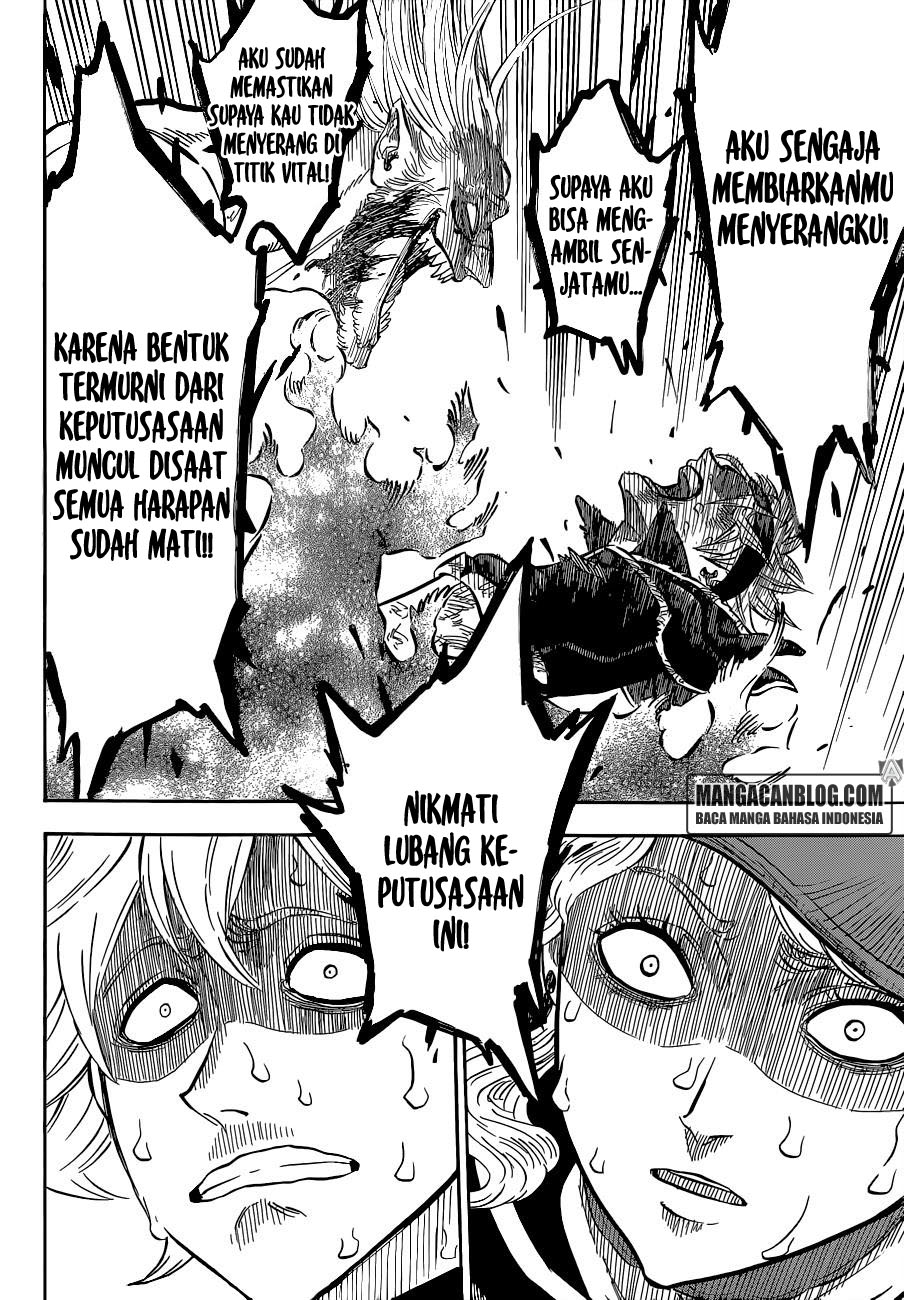 AKU SENGAJA
MEMBIARKANMU
MENYERANGKU!
SUPAYA AKU
BISA MENG-
AMBIL SEN-
JATAMU...
AKU SUDAH
MEMASTIKAN
SUPAYA KAU TIDAK
MENYERANG DI
TITIK VITAL!
KARENA BENTUK
TERMURNI DARI
KEPUTUSASAAN
MUNCUL DISAAT
SEMUA HARAPAN
SUDAH MATI!!
NIKMATI
LUBANG KE-
PUTUSASAAN
INI!
MANGACANBLOG.COM
BACA MANGA BAHASA INDONESIA